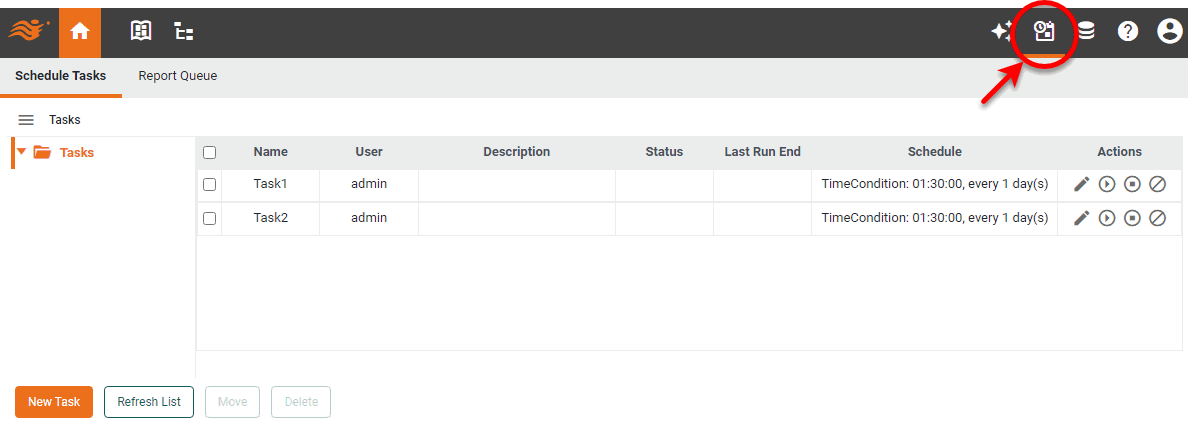 Schedule Tasks Report Queue
Tasks
Tasks
Name User Description Status Last Run End Schedule Actions
Task1 admin TimeCondition: 01:30:00, every 1 day(s)
Task2 admin TimeCondition: 01:30:00, every 1 day(s)
New Task Refresh List Move Delete